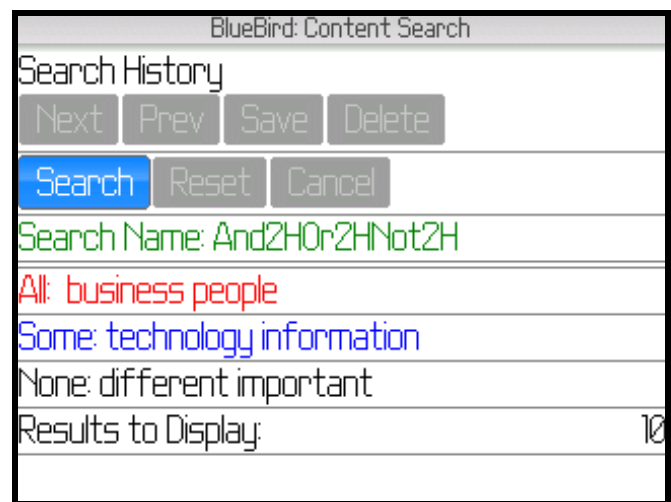 BlueBird: Content Search
Search History
Next Prev Save Delete
Search Reset Cancel
Search Name: And2HOr2HNot2H
All: business people
Some: technology information
None: different important
Results to Display: 10